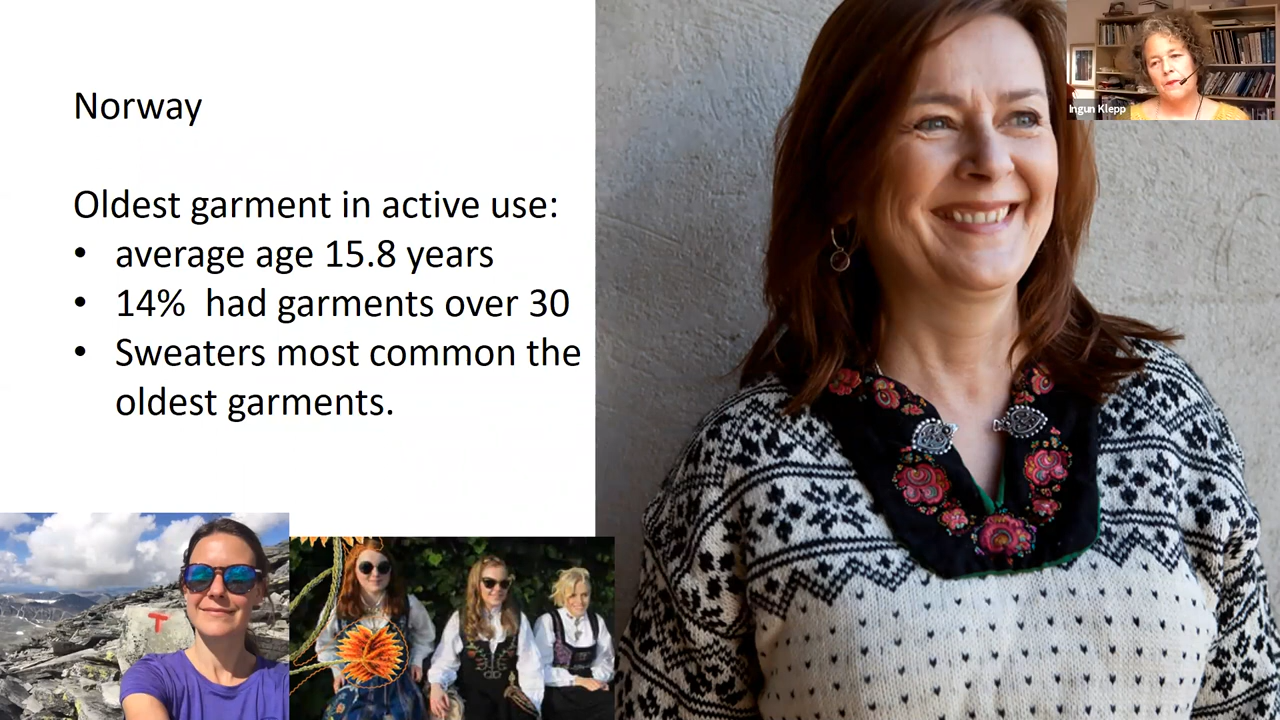 Norway
Oldest garment in active use:
• average age 15.8 years
• 14%  had garments over 30
• Sweaters most common the
oldest garments.
Ingun Klepp
T